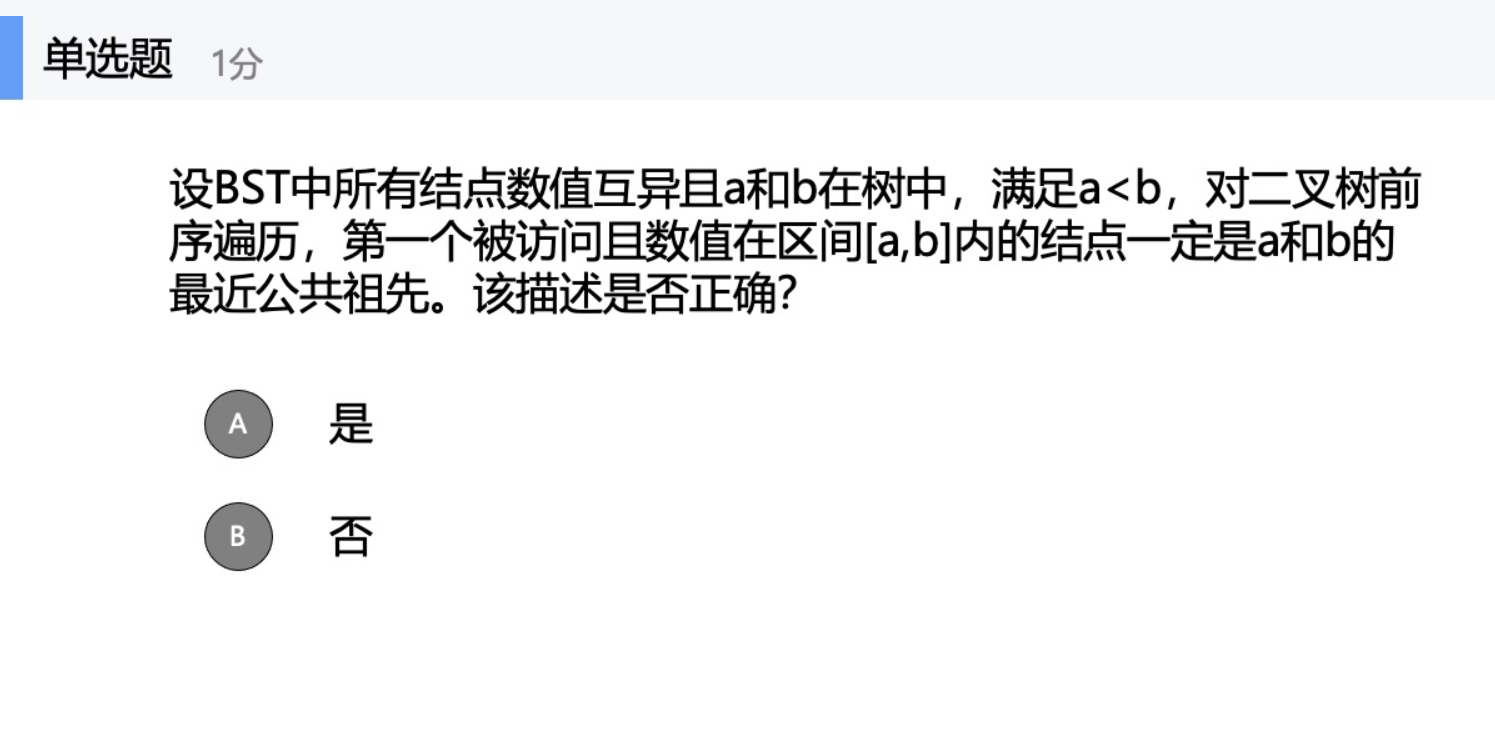 单选题 1分
设BST中所有结点数值互异且a和b在树中，满足a<b，对二叉树前
序遍历，第一个被访问且数值在区间[a,b]内的结点一定是a和b的
最近公共祖先。该描述是否正确?
A 是
B 否